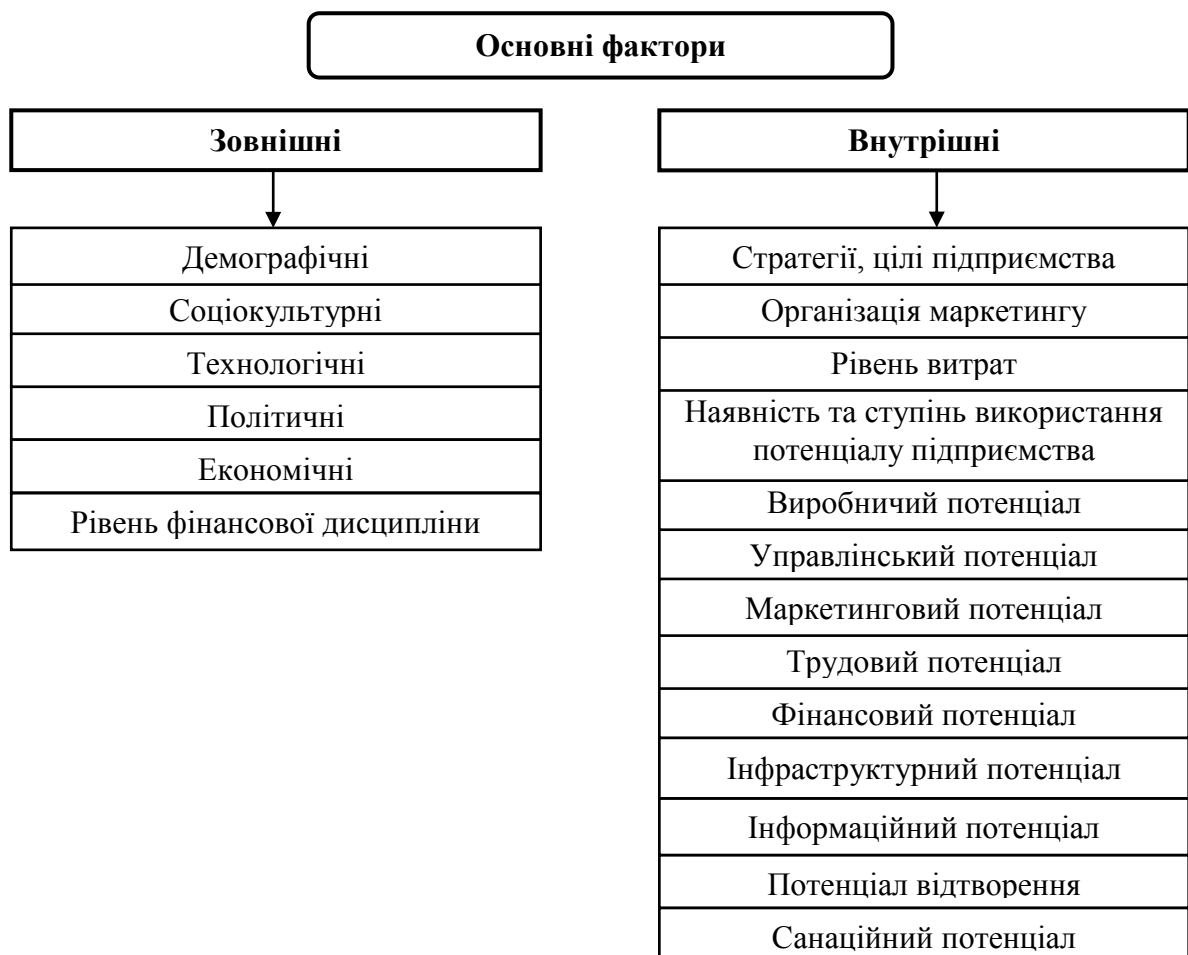 Основні фактори
Зовнішні
Демографічні
Соціокультурні
Технологічні
Політичні
Економічні
Рівень фінансової дисципліни
Внутрішні
Стратегії, цілі підприємства
Організація маркетингу
Рівень витрат
Наявність та ступінь використання
потенціалу підприємства
Виробничий потенціал
Управлінський потенціал
Маркетинговий потенціал
Трудовий потенціал
Фінансовий потенціал
Інфраструктурний потенціал
Інформаційний потенціал
Потенціал відтворення
Санаційний потенціал